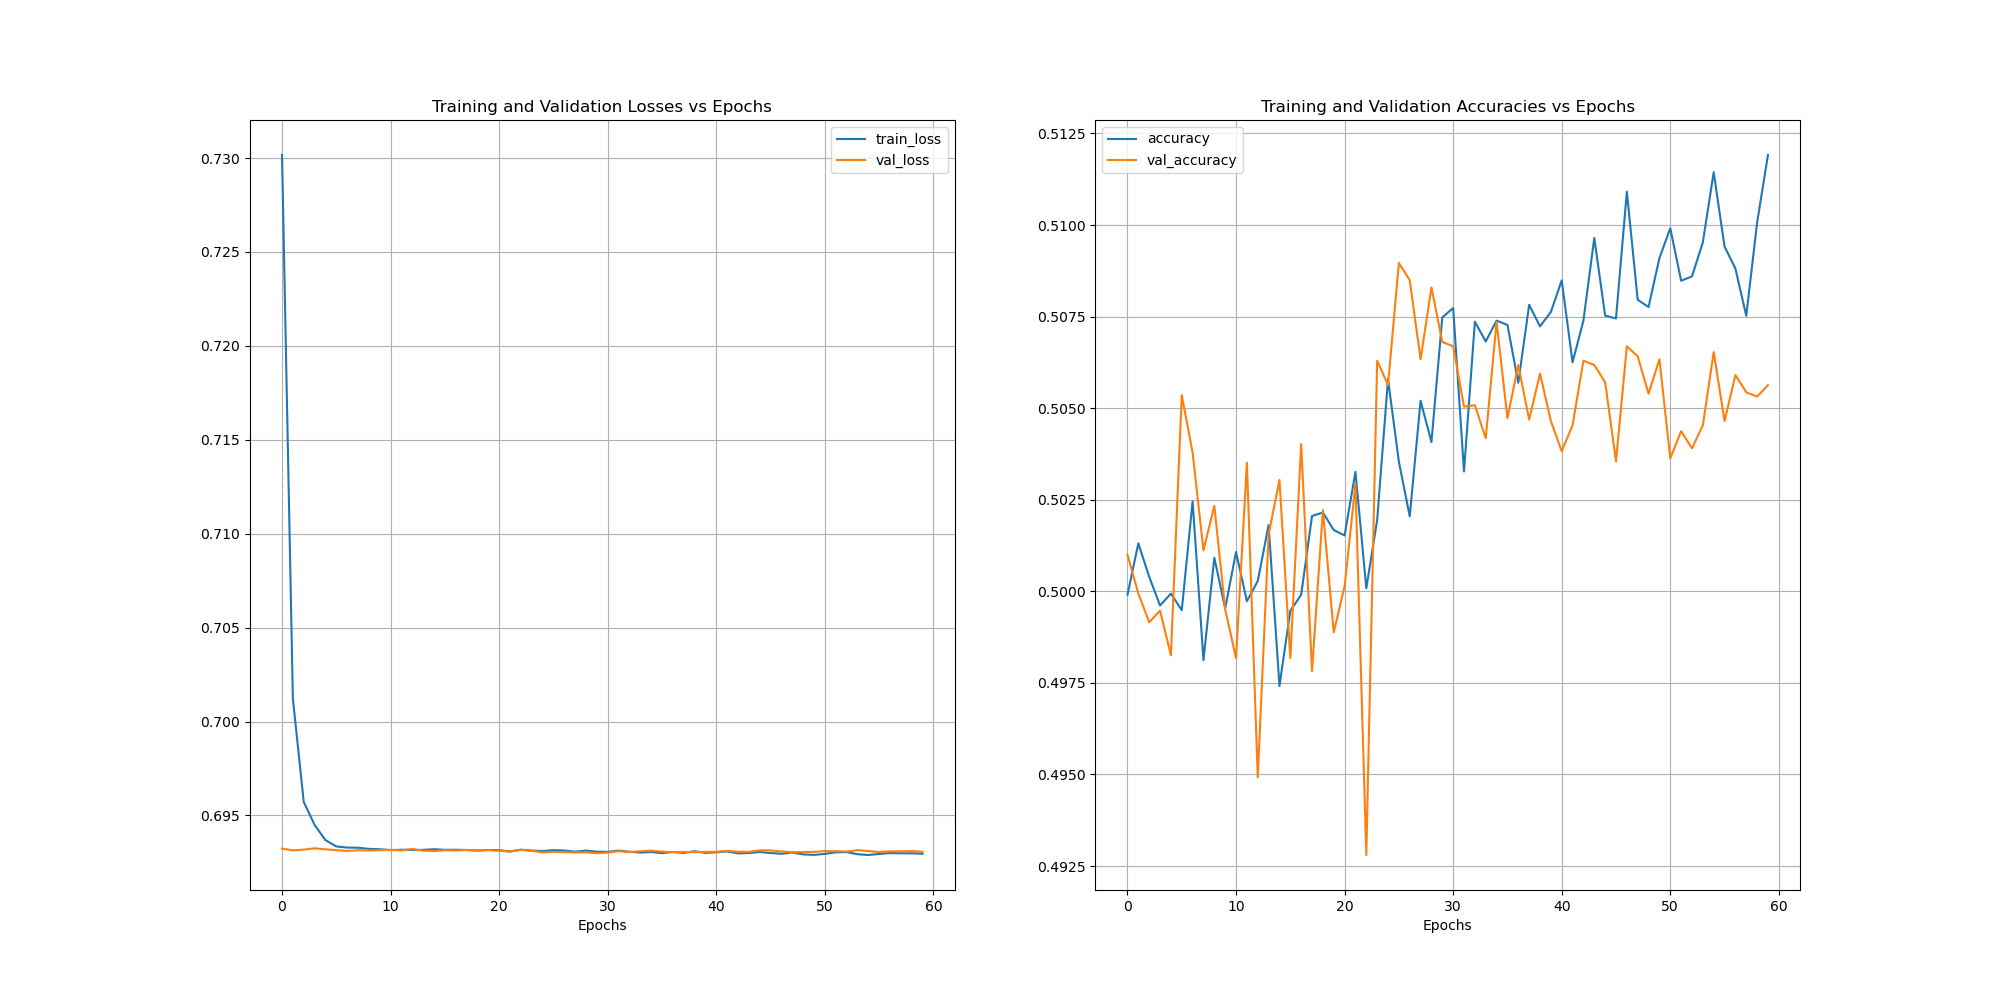 Training and Validation Losses vs Epochs
train_loss
val_loss
0.730
0.725
0.720
0.715
0.710
0.705
0.700
0.695
0 10 20 30 40 50 60
Epochs
Training and Validation Accuracies vs Epochs
accuracy
val_accuracy
0.5125
0.5100
0.5075
0.5050
0.5025
0.5000
0.4975
0.4950
0.4925
0 10 20 30 40 50 60
Epochs